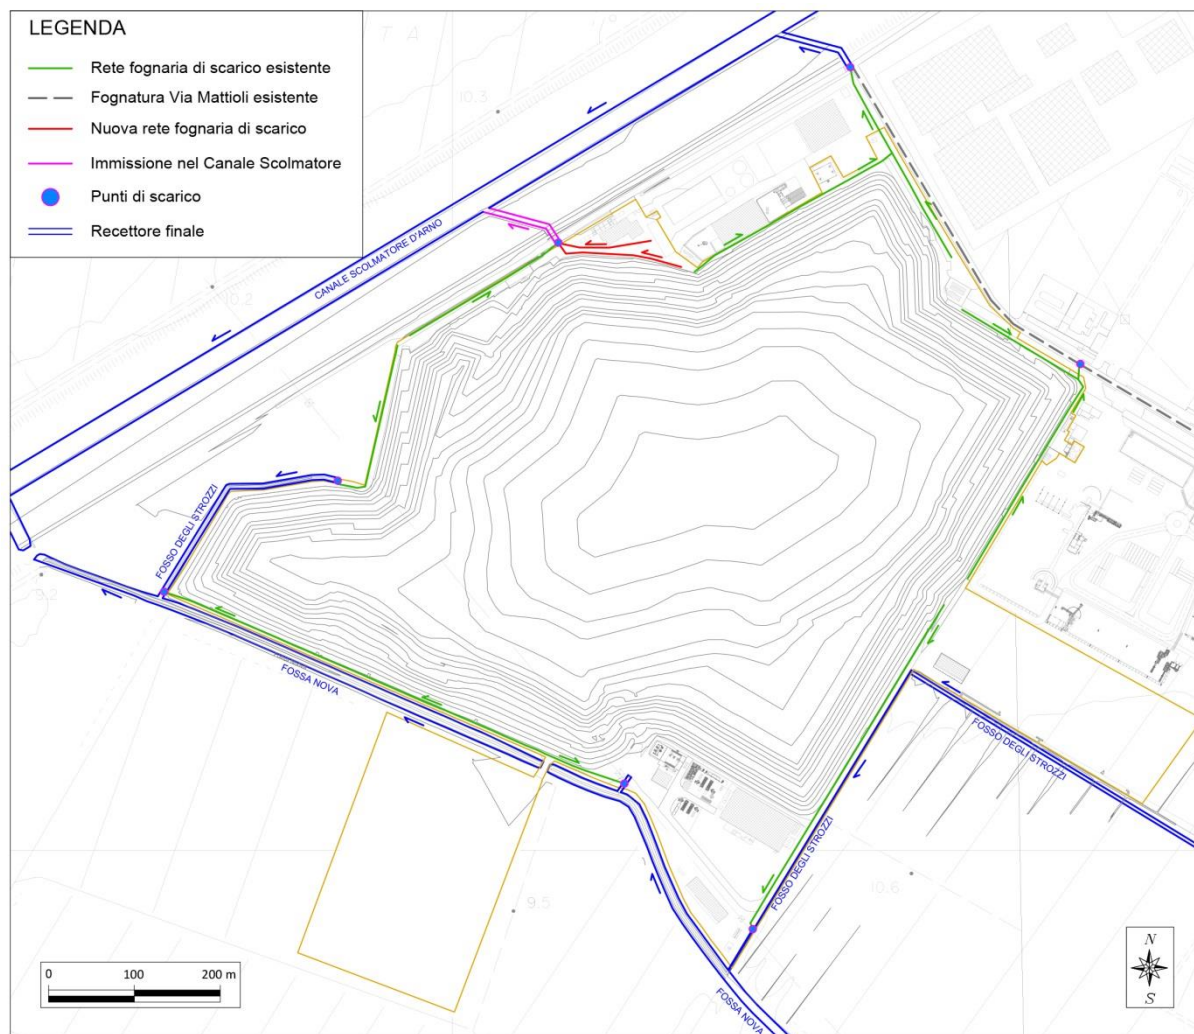 LEGENDA
Rete fognaria di scarico esistente
Fognatura Via Mattioli esistente
Nuova rete fognaria di scarico
Immissione nel Canale Scolmatore
Punti di scarico
Recettore finale
T A
10.3
CANALE SCOLMATORE D'ARNO
10.2
FOSSO DEGLI STROZZI
9.2
FOSSA NOVA
FOSSO DEGLI STROZZI
FOSSO DEGLI STROZZI
10.6
9.5
FOSSA NOVA
0 100 200 m
N
S